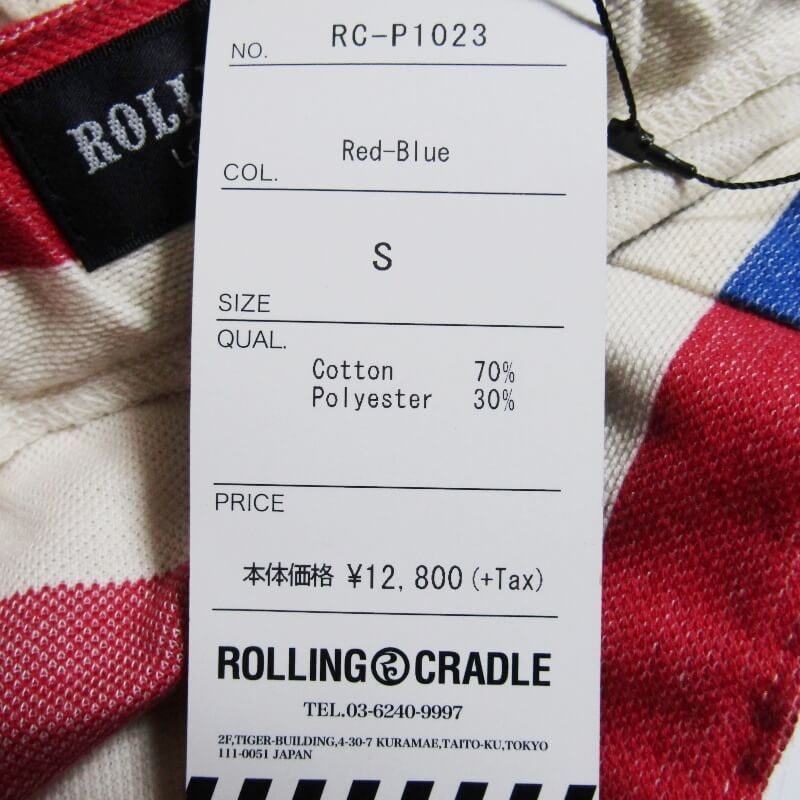 NO. RC-P1023
COL. Red-Blue
S
SIZE
QUAL.
Cotton 70%
Polyester 30%
PRICE
本体価格 ¥12,800(+Tax)
ROLLING CRADLE
TEL.03-6240-9997
2F,TIGER-BUILDING,4-30-7 KURAMAE,TAITO-KU,TOKYO
111-0051 JAPAN